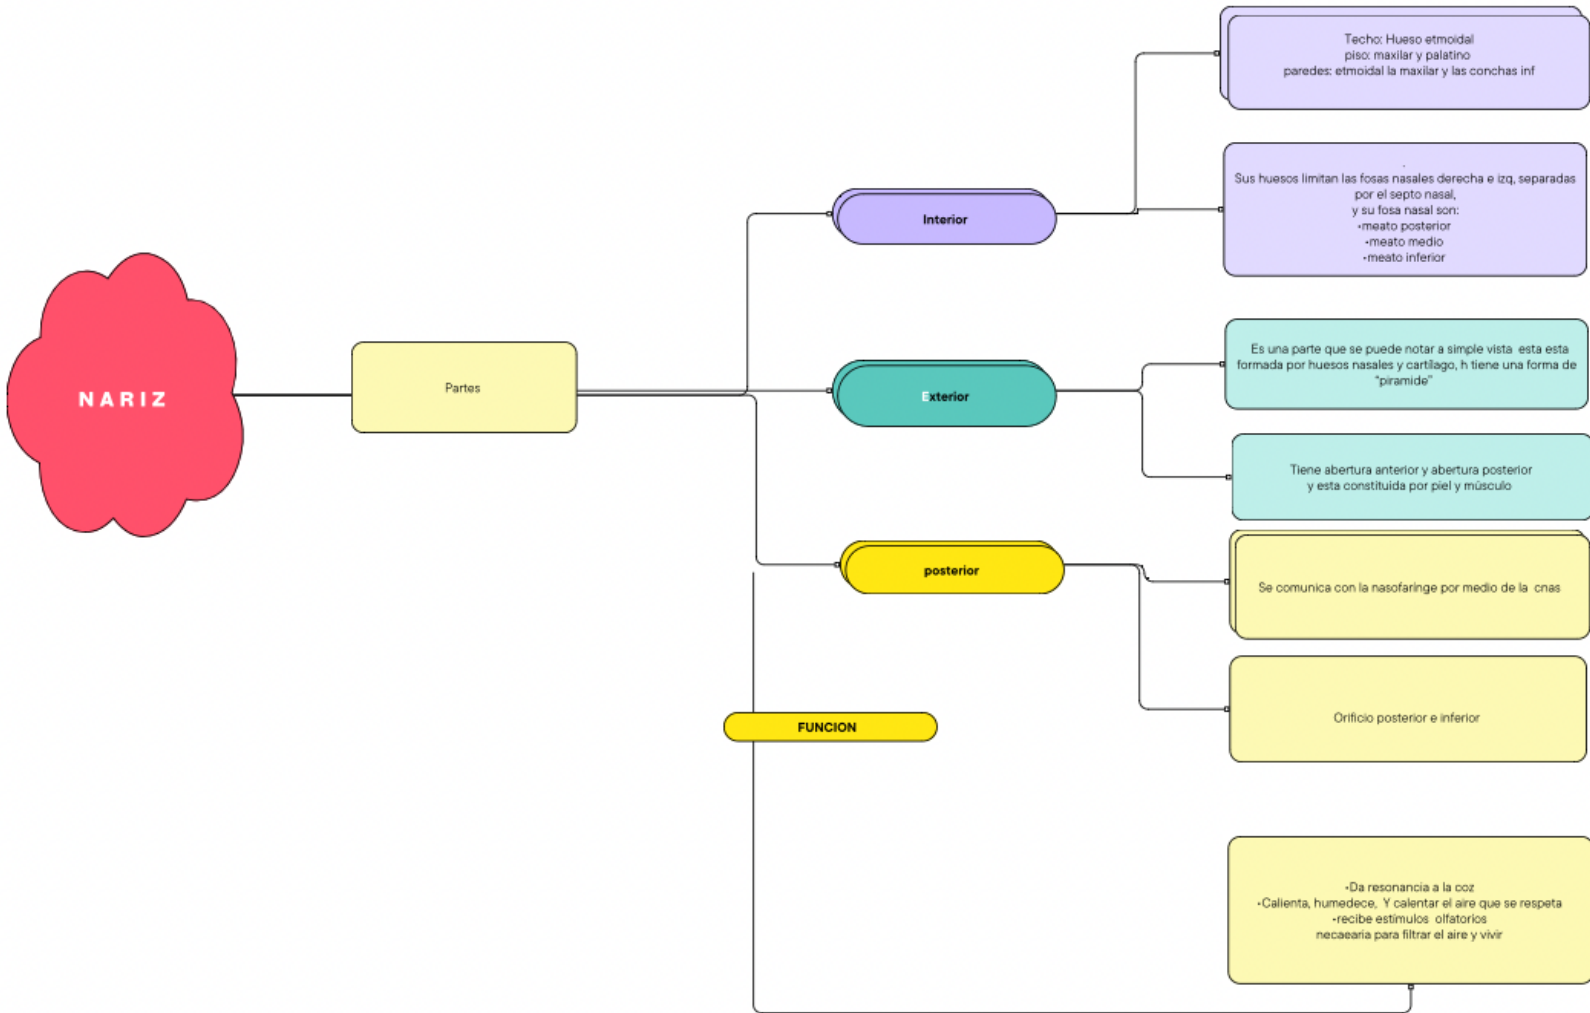 NARIZ
Partes
Interior
Techo: Hueso etmoidal
piso: maxilar y palatino
paredes: etmoidal la maxilar y las conchas inf
.
Sus huesos limitan las fosas nasales derecha e izq, separadas
por el septo nasal,
y su fosa nasal son:
•meato posterior
•meato medio
•meato inferior
Exterior
Es una parte que se puede notar a simple vista esta esta
formada por huesos nasales y cartílago, h tiene una forma de
"piramide"
Tiene abertura anterior y abertura posterior
y esta constituida por piel y músculo
posterior
Se comunica con la nasofaringe por medio de la cnas
Orificio posterior e inferior
FUNCION
•Da resonancia a la coz
•Calienta, humedece, Y calentar el aire que se respeta
•recibe estímulos olfatorios
necaearia para filtrar el aire y vivir